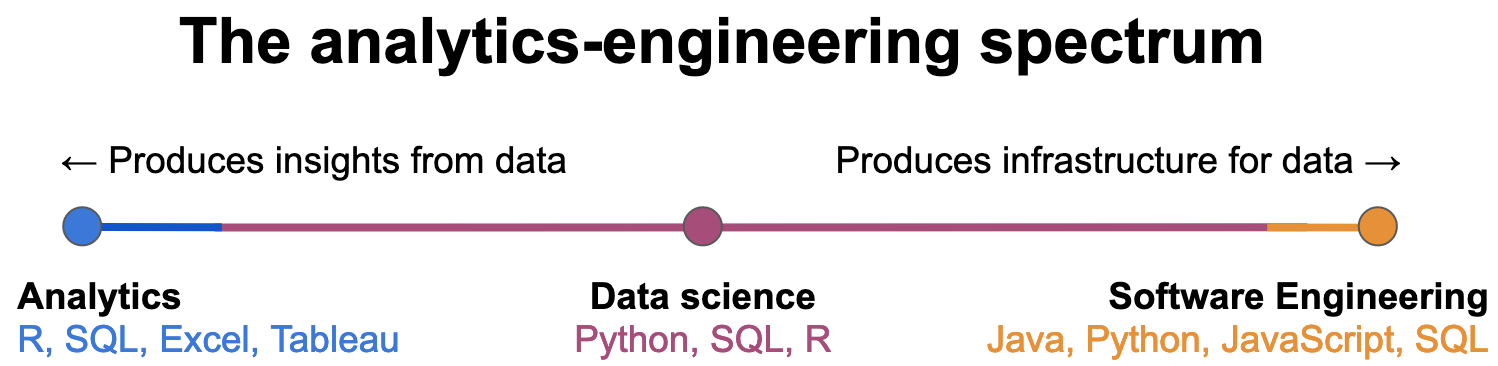 The analytics-engineering spectrum
← Produces insights from data
Produces infrastructure for data →
Analytics
R, SQL, Excel, Tableau
Data science
Python, SQL, R
Software Engineering
Java, Python, JavaScript, SQL